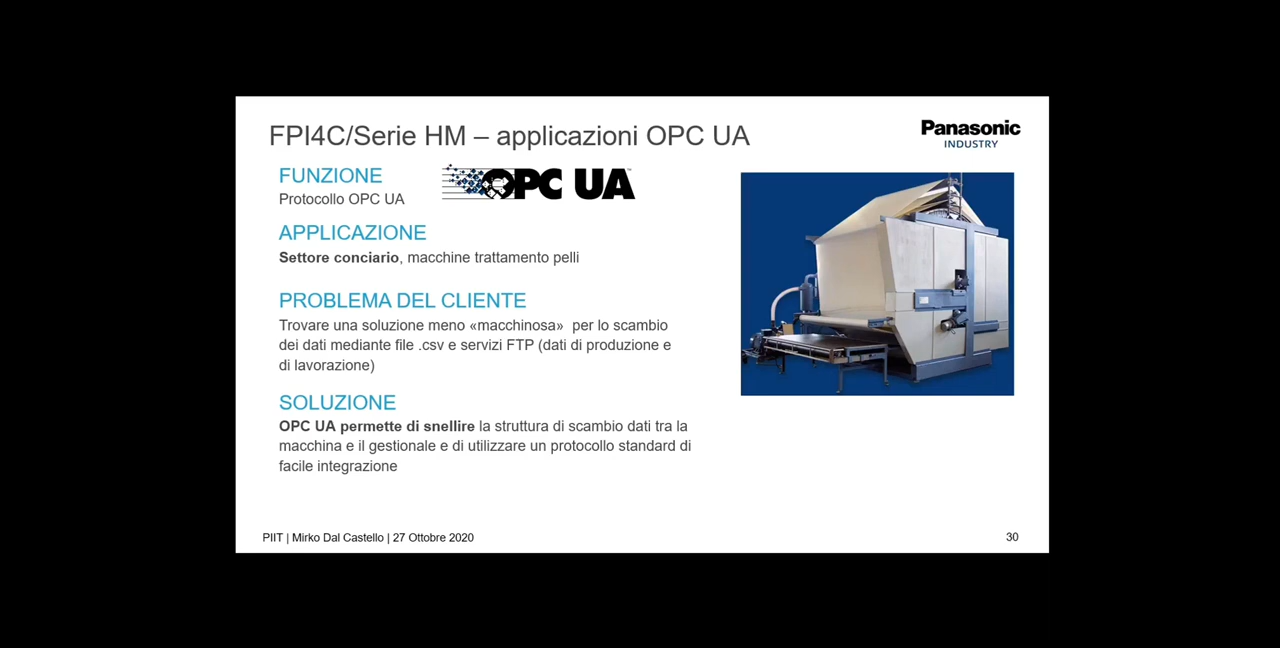 FPI4C/Serie HM – applicazioni OPC UA
Panasonic
INDUSTRY
FUNZIONE
OPC UA
Protocollo OPC UA
APPLICAZIONE
Settore conciario, macchine trattamento pelli
PROBLEMA DEL CLIENTE
Trovare una soluzione meno «macchinosa»  per lo scambio
dei dati mediante file .csv e servizi FTP (dati di produzione e
di lavorazione)
SOLUZIONE
OPC UA permette di snellire la struttura di scambio dati tra la
macchina e il gestionale e di utilizzare un protocollo standard di
facile integrazione
PIIT | Mirko Dal Castello | 27 Ottobre 2020
30